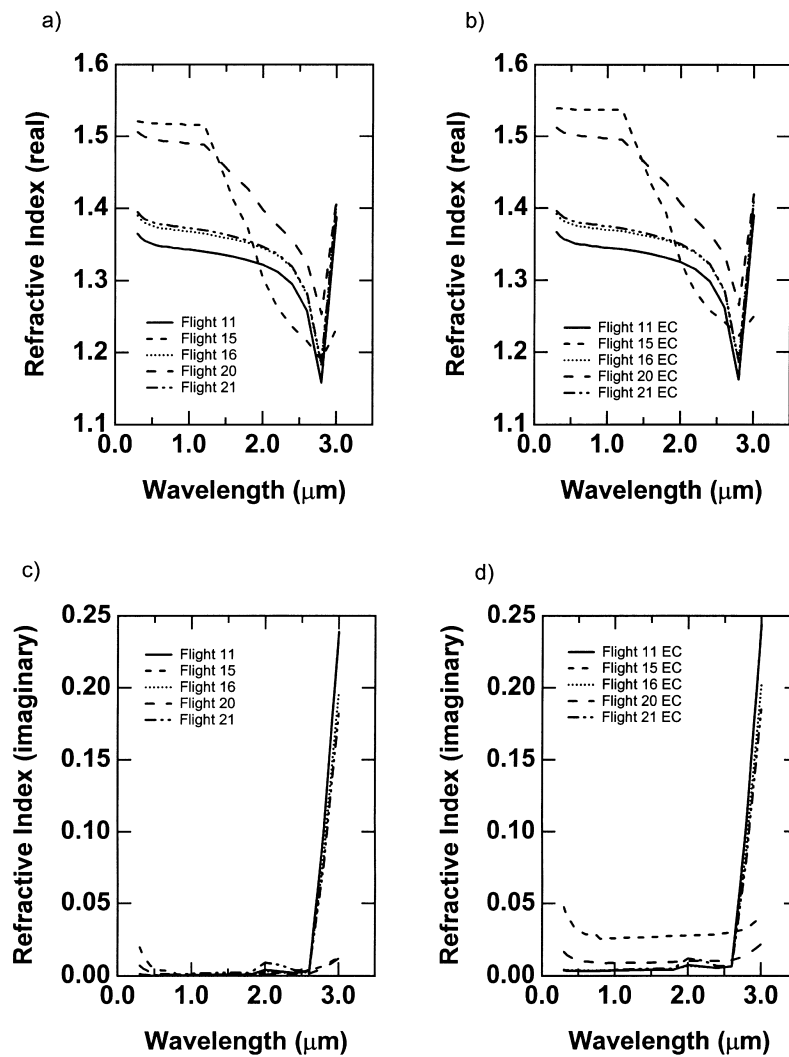 a)
Refractive Index (real)
1.6
1.5
1.4
1.3
1.2
1.1
Flight 11
Flight 15
Flight 16
Flight 20
Flight 21
0.0 1.0 2.0 3.0
Wavelength (μm)
b)
Refractive Index (real)
1.6
1.5
1.4
1.3
1.2
1.1
Flight 11 EC
Flight 15 EC
Flight 16 EC
Flight 20 EC
Flight 21 EC
0.0 1.0 2.0 3.0
Wavelength (μm)
c)
Refractive Index (imaginary)
0.25
0.20
0.15
0.10
0.05
0.00
Flight 11
Flight 15
Flight 16
Flight 20
Flight 21
0.0 1.0 2.0 3.0
Wavelength (μm)
d)
Refractive Index (imaginary)
0.25
0.20
0.15
0.10
0.05
0.00
Flight 11 EC
Flight 15 EC
Flight 16 EC
Flight 20 EC
Flight 21 EC
0.0 1.0 2.0 3.0
Wavelength (μm)